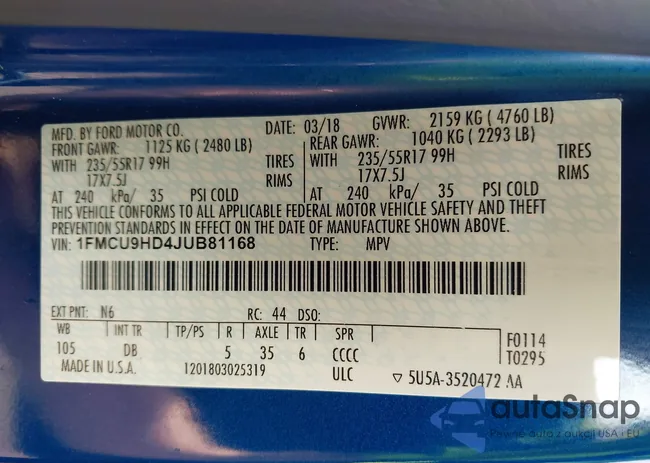 MFD. BY FORD MOTOR CO. DATE: 03/18 GVWR: 2159 KG ( 4760 LB)
FRONT GAWR: 1125 KG ( 2480 LB) REAR GAWR: 1040 KG ( 2293 LB)
WITH 235/55R17 99H TIRES WITH 235/55R17 99H TIRES
17X7.5J RIMS 17X7.5J RIMS
AT 240 kPa/ 35 PSI COLD AT 240 kPa/ 35 PSI COLD
THIS VEHICLE CONFORMS TO ALL APPLICABLE FEDERAL MOTOR VEHICLE SAFETY AND THEFT
PREVENTION STANDARDS IN EFFECT ON THE DATE OF MANUFACTURE SHOWN ABOVE.
VIN: 1FMCU9HD4JUB81168 TYPE: MPV
EXT PNT: N6 RC: 44 DSO:
WB INT TR TP/PS R AXLE TR SPR F0114
105 DB 5 35 6 CCCC T0295
MADE IN U.S.A. 1201803025319 ULC ▽ 5U5A-3520472 AA
autoSnap
Pewne auta z aukcji USA i EU